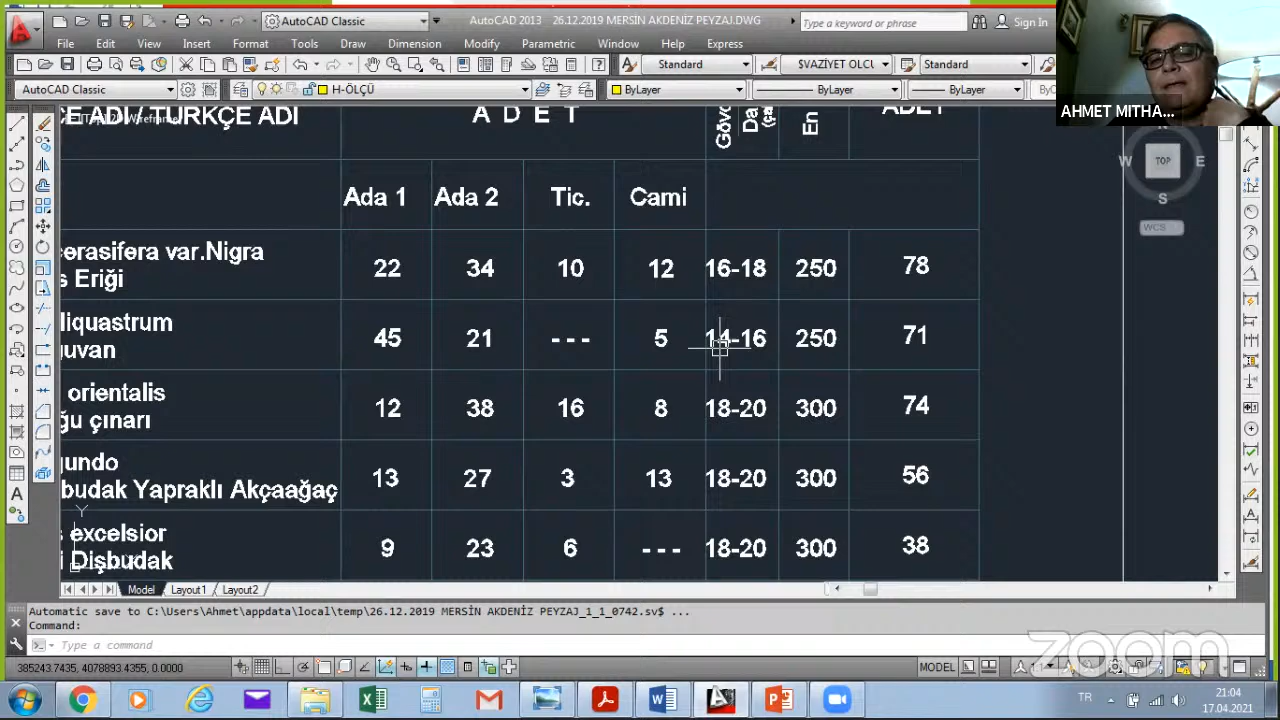 AutoCAD Classic
AutoCAD 2013 26.12.2019 MERSİN AKDENİZ PEYZAJ.DWG
Type a keyword or phrase
Sign In
File Edit View Insert Format Tools Draw Dimension Modify Parametric Window Help Express
Standard
ŞVAZİYET OLCU
Standard
AutoCAD Classic
H-ÖLÇÜ
ByLayer
ByLayer
ByLayer
AHMET MITHA...
ADI / TÜRKÇE ADI
A D E T
En
ADET
W TOP E
S
WCS
Ada 1 Ada 2 Tic. Cami
erasifera var.Nigra
s Eriği
22 34 10 12 16-18 250 78
liquastrum
uvan
45 21 --- 5 14-16 250 71
orientalis
ğu çınarı
12 38 16 8 18-20 300 74
gundo
budak Yapraklı Akçaağaç
13 27 3 13 18-20 300 56
s excelsior
i Dişbudak
9 23 6 --- 18-20 300 38
Y
Model Layout1 Layout2
Automatic save to C:\Users\Ahmet\appdata\local\temp\26.12.2019 MERSİN AKDENİZ PEYZAJ_1_1_0742.sv$ ...
Command:
Type a command
385243.7435, 4078893.4355, 0.0000
MODEL
zoom
TR
21:04
17.04.2021